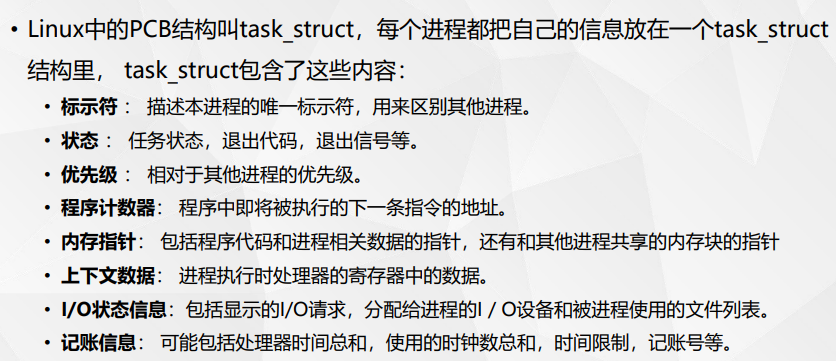 • Linux中的PCB结构叫task_struct，每个进程都把自己的信息放在一个task_struct
结构里， task_struct包含了这些内容：
• 标示符： 描述本进程的唯一标示符，用来区别其他进程。
• 状态： 任务状态，退出代码，退出信号等。
• 优先级： 相对于其他进程的优先级。
• 程序计数器： 程序中即将被执行的下一条指令的地址。
• 内存指针： 包括程序代码和进程相关数据的指针，还有和其他进程共享的内存块的指针
• 上下文数据： 进程执行时处理器的寄存器中的数据。
• I/O状态信息：包括显示的I/O请求，分配给进程的I / O设备和被进程使用的文件列表。
• 记账信息： 可能包括处理器时间总和，使用的时钟数总和，时间限制，记账号等。